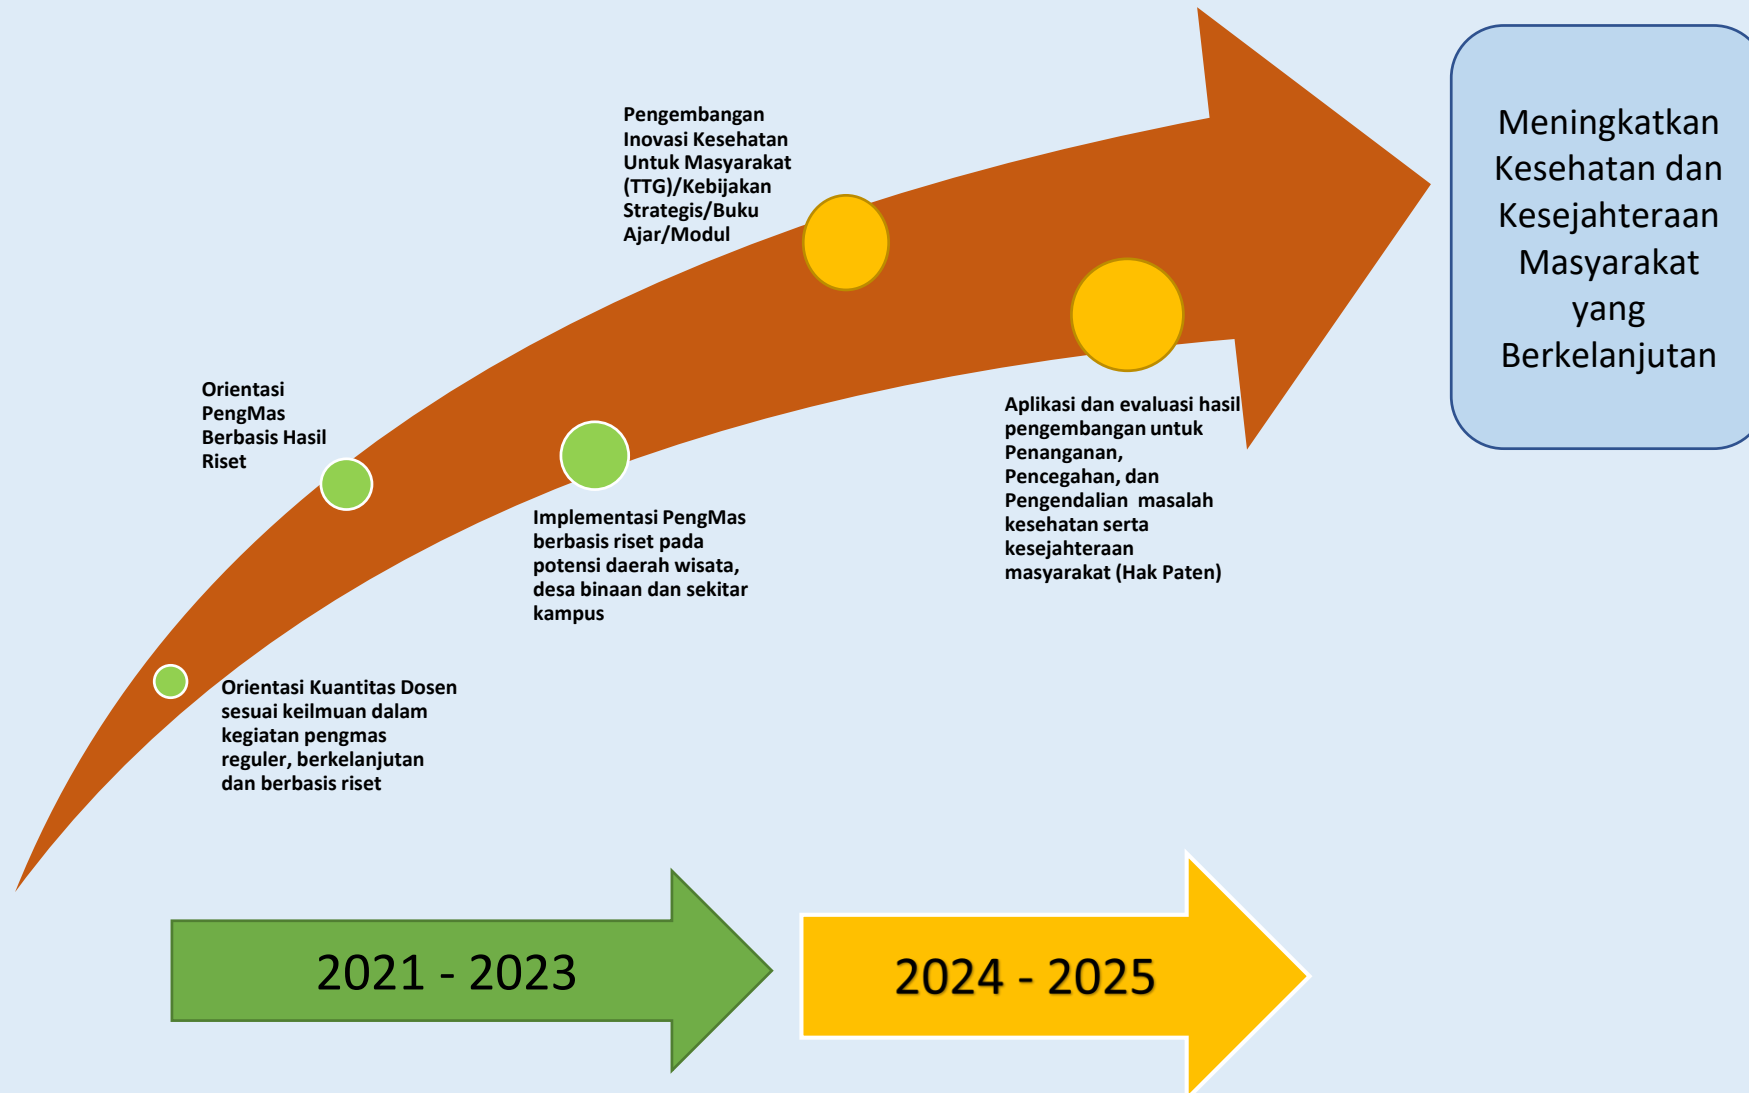 Pengembangan
Inovasi Kesehatan
Untuk Masyarakat
(TTG)/Kebijakan
Strategis/Buku
Ajar/Modul
Meningkatkan
Kesehatan dan
Kesejahteraan
Masyarakat
yang
Berkelanjutan
Orientasi
PengMas
Berbasis Hasil
Riset
Aplikasi dan evaluasi hasil
pengembangan untuk
Penanganan,
Pencegahan, dan
Pengendalian  masalah
kesehatan serta
kesejahteraan
masyarakat (Hak Paten)
Implementasi PengMas
berbasis riset pada
potensi daerah wisata,
desa binaan dan sekitar
kampus
Orientasi Kuantitas Dosen
sesuai keilmuan dalam
kegiatan pengmas
reguler, berkelanjutan
dan berbasis riset
2021 - 2023
2024 - 2025